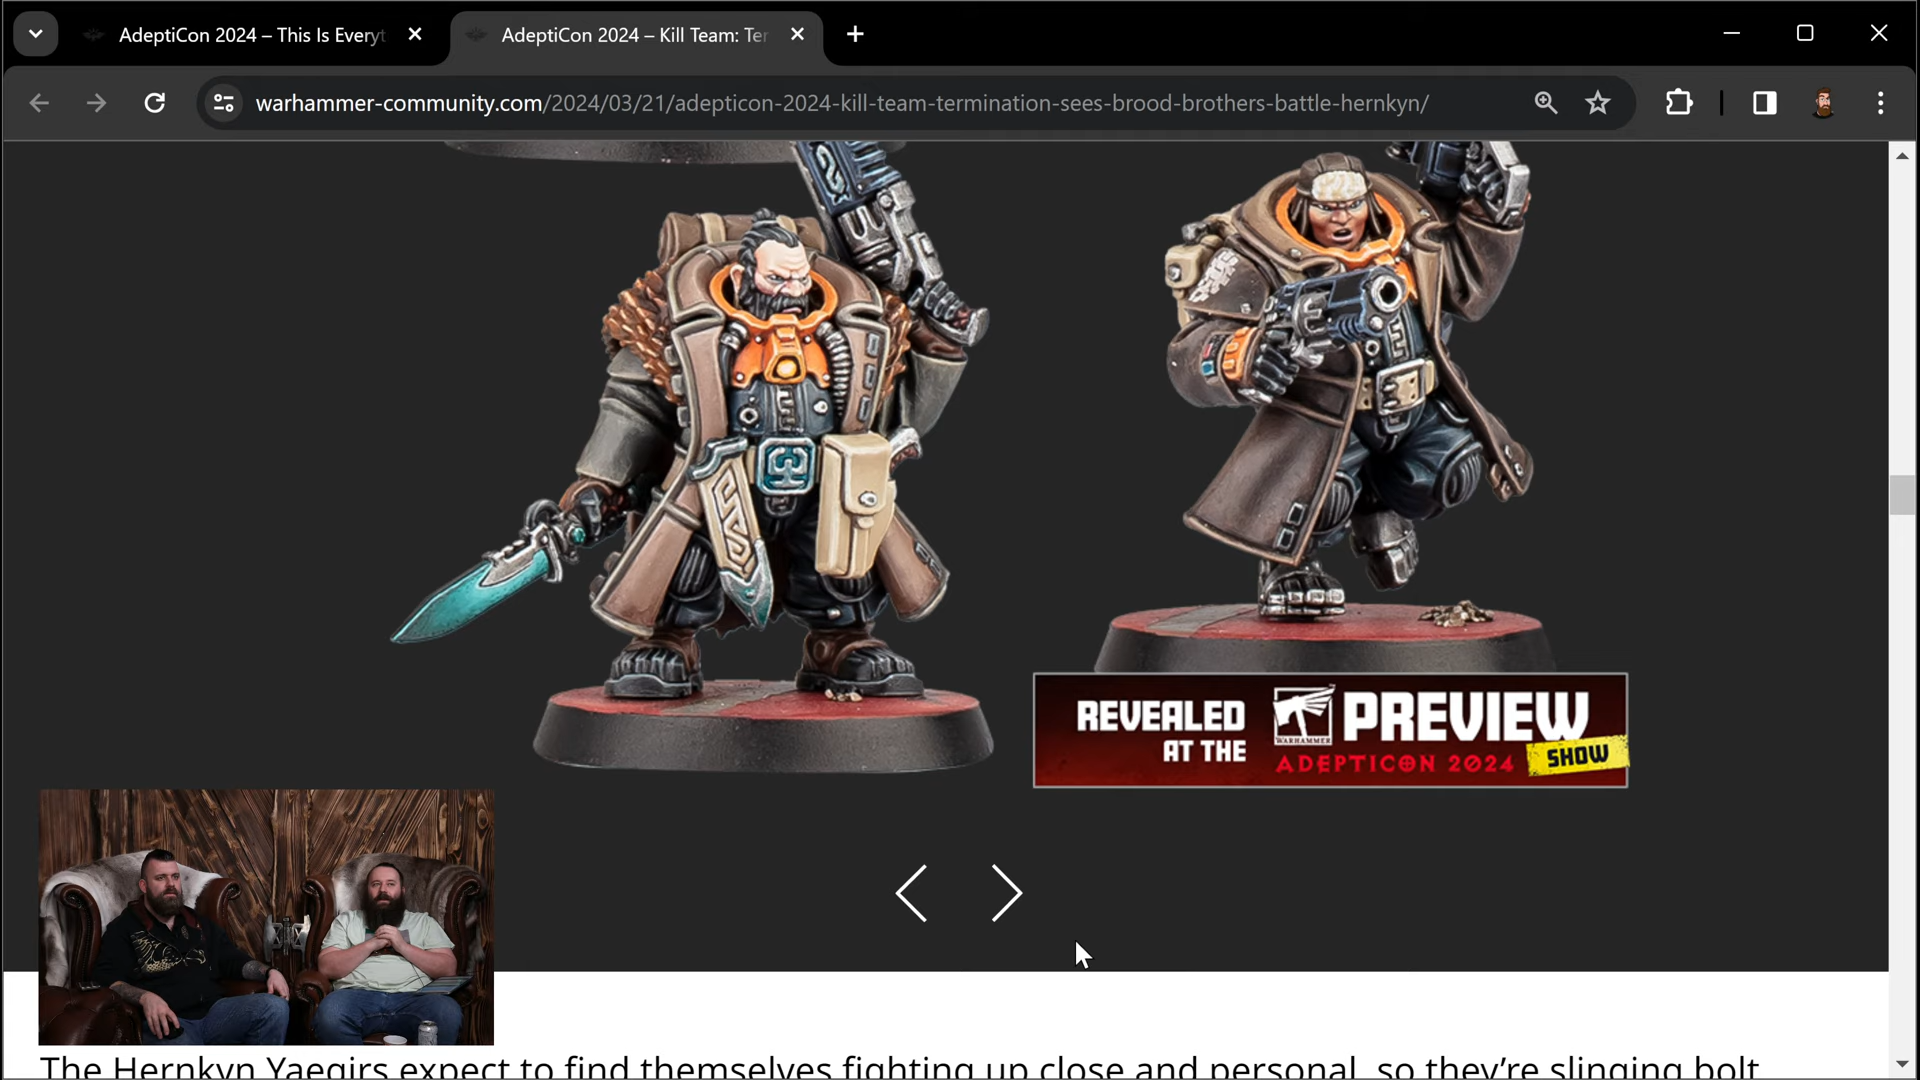 AdeptiCon 2024 – This Is Everyt
AdeptiCon 2024 – Kill Team: Ter
warhammer-community.com/2024/03/21/adepticon-2024-kill-team-termination-sees-brood-brothers-battle-hernkyn/
REVEALED
AT THE
WARHAMMER
PREVIEW
ADEPTICON 2024
SHOW
The Hernkyn Yaegirs expect to find themselves fighting up close and personal, so they're slinging bolt